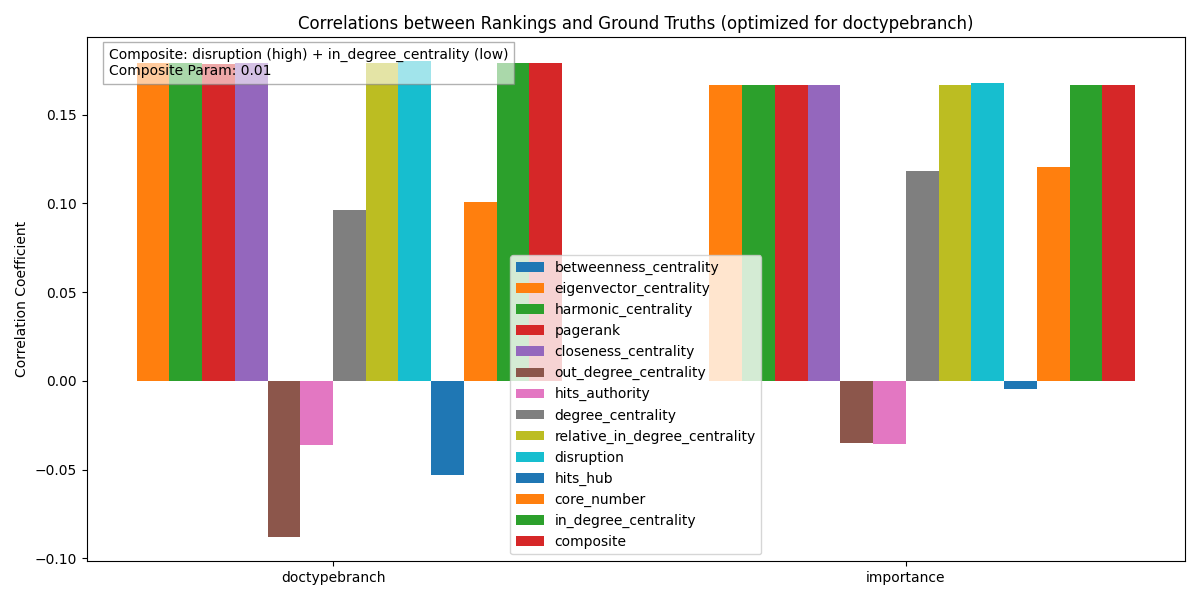 Correlations between Rankings and Ground Truths (optimized for doctypebranch)
Composite: disruption (high) + in_degree_centrality (low)
Composite Param: 0.01
Correlation Coefficient
0.15
0.10
0.05
0.00
−0.05
−0.10
betweenness_centrality
eigenvector_centrality
harmonic_centrality
pagerank
closeness_centrality
out_degree_centrality
hits_authority
degree_centrality
relative_in_degree_centrality
disruption
hits_hub
core_number
in_degree_centrality
composite
doctypebranch
importance